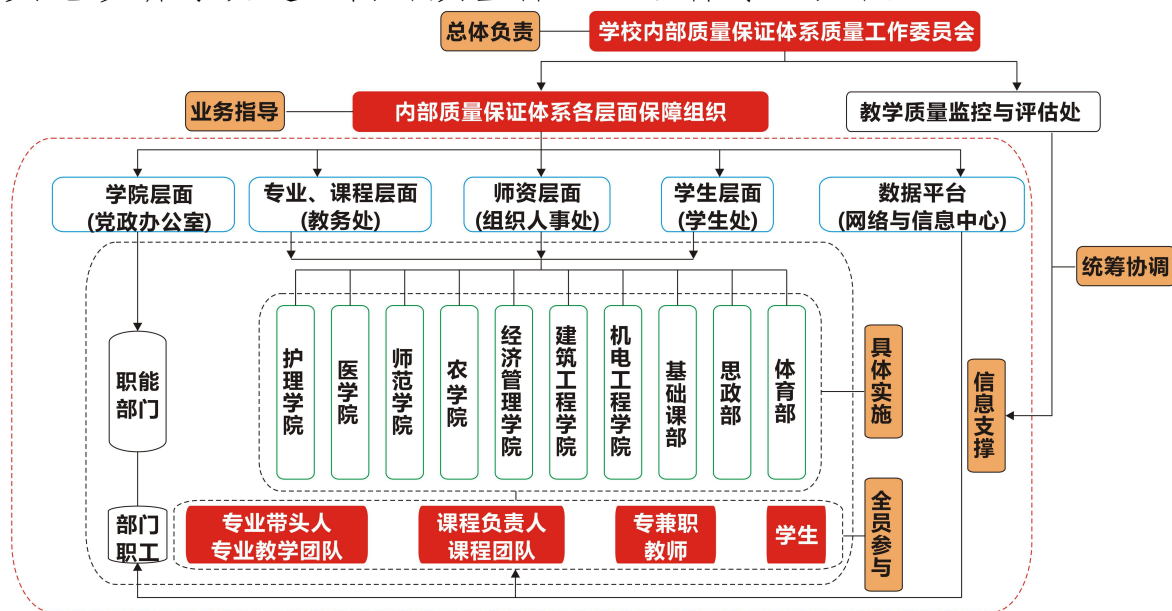 总体负责
学校内部质量保证体系质量工作委员会
业务指导
内部质量保证体系各层面保障组织
教学质量监控与评估处
学院层面
(党政办公室)
专业、课程层面
(教务处)
师资层面
(组织人事处)
学生层面
(学生处)
数据平台
(网络与信息中心)
统筹协调
职能
部门
护理学院
医学院
师范学院
农学院
经济管理学院
建筑工程学院
机电工程学院
基础课部
思政部
体育部
具体实施
信息支撑
部门
职工
专业带头人
专业教学团队
课程负责人
课程团队
专兼职
教师
学生
全员参与